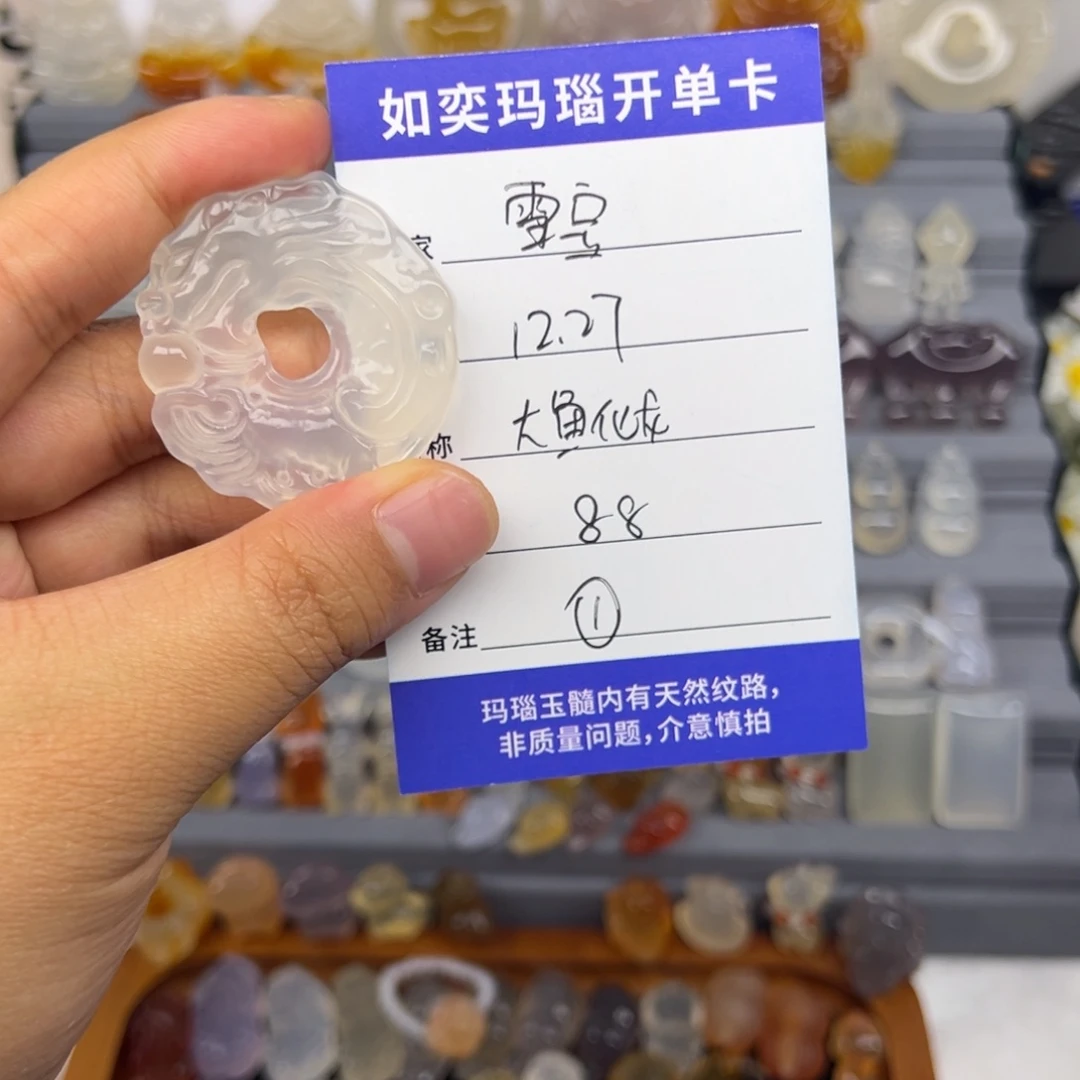 如奕玛瑙开单卡
家 雪宝
12.27
称 大鱼化龙
88
备注 ①
玛瑙玉髓内有天然纹路，
非质量问题，介意慎拍